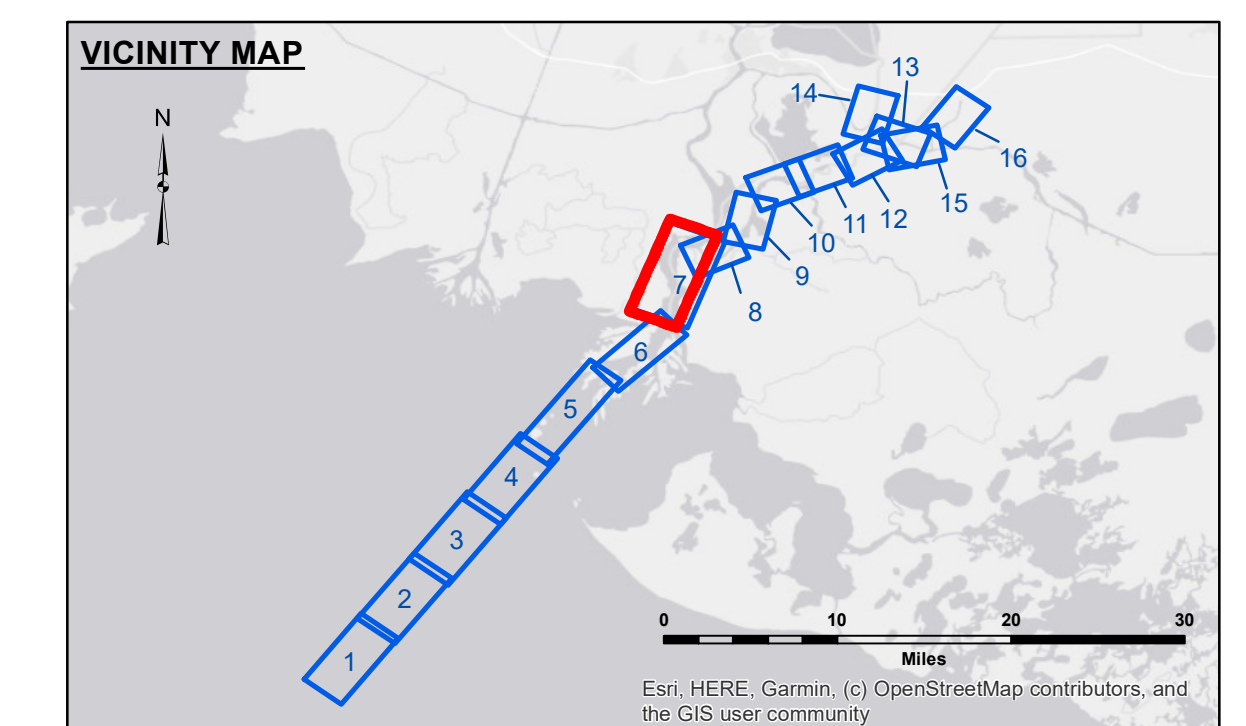 VICINITY MAP
N
13
14
16
15
12
11
10
9
8
7
6
5
4
3
2
1
0 10 20 30
Miles
Esri, HERE, Garmin, (c) OpenStreetMap contributors, and
the GIS user community